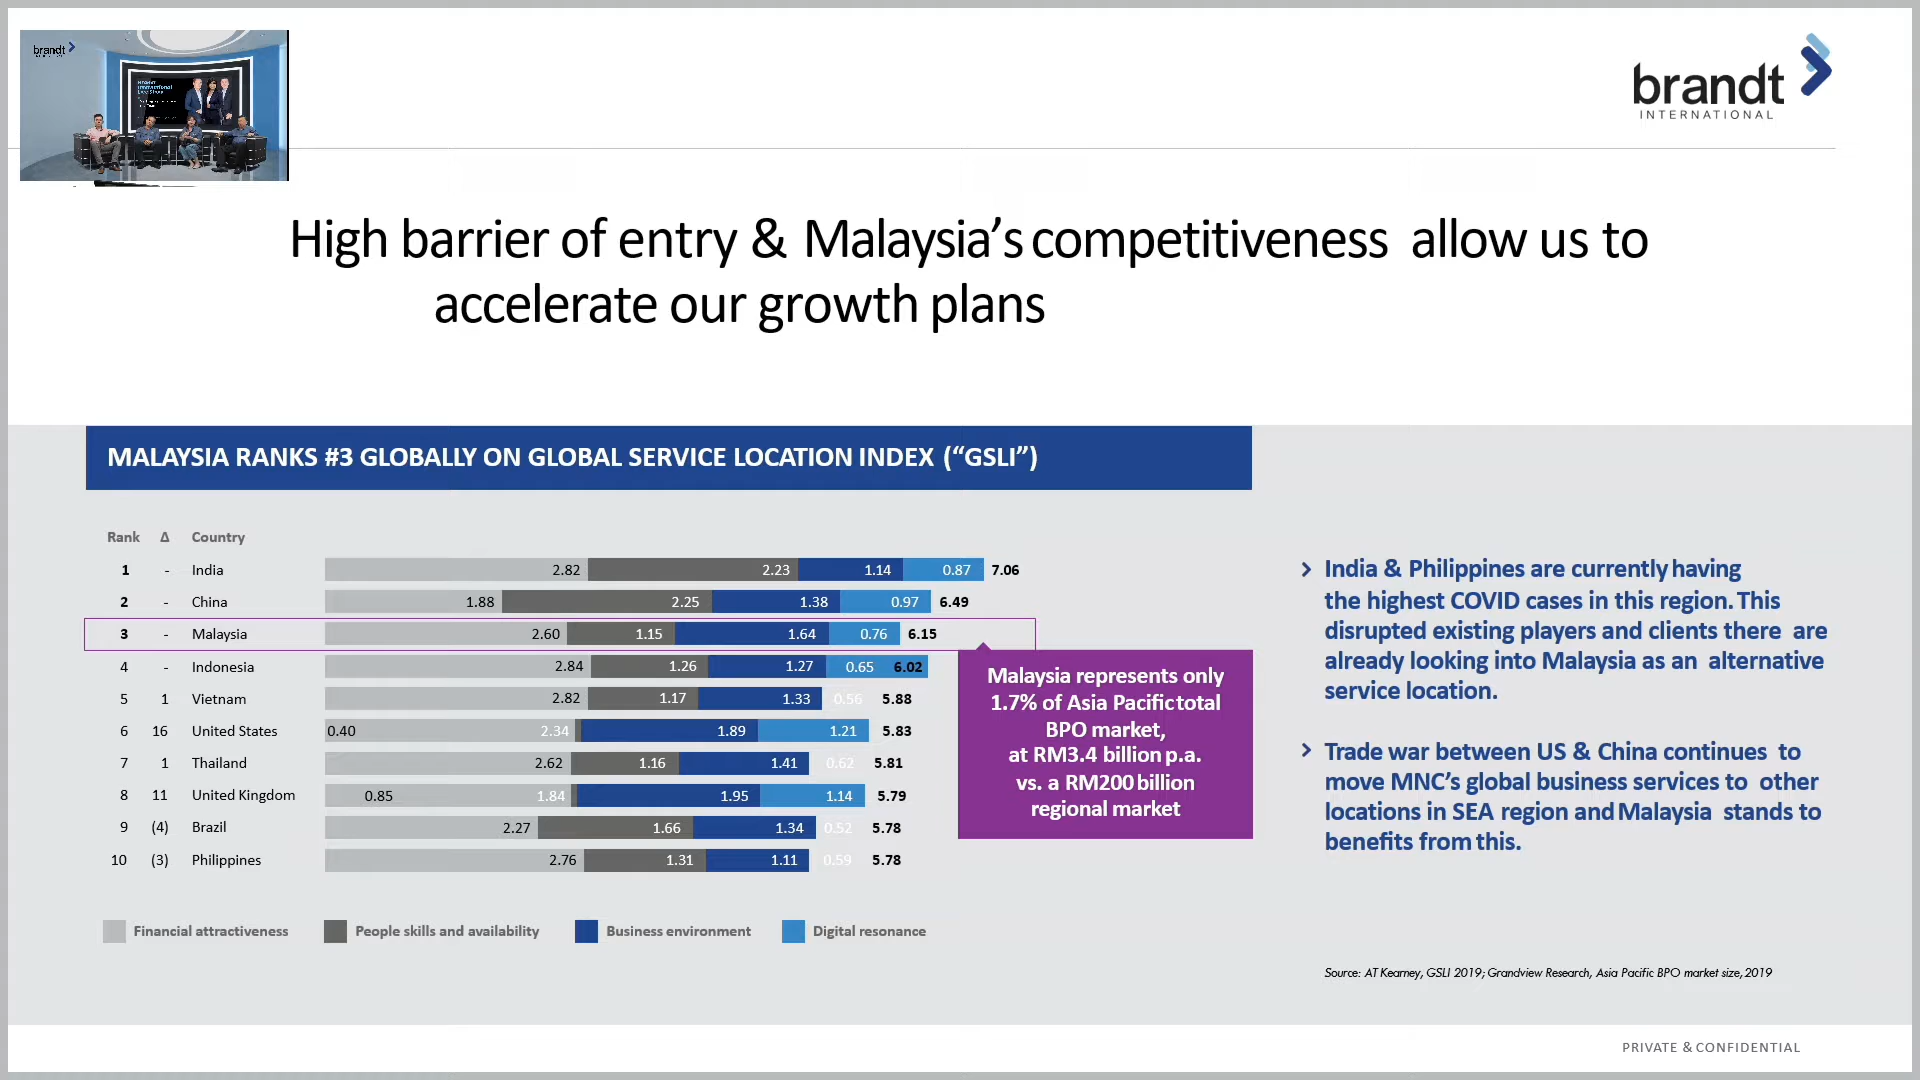 brandt
brandt
INTERNATIONAL
High barrier of entry & Malaysia’s competitiveness allow us to
accelerate our growth plans
MALAYSIA RANKS #3 GLOBALLY ON GLOBAL SERVICE LOCATION INDEX (“GSLI”)
Rank Δ Country
1 - India 2.82 2.23 1.14 0.87 7.06
2 - China 1.88 2.25 1.38 0.97 6.49
3 - Malaysia 2.60 1.15 1.64 0.76 6.15
4 - Indonesia 2.84 1.26 1.27 0.65 6.02
5 1 Vietnam 2.82 1.17 1.33 0.56 5.88
6 16 United States 0.40 2.34 1.89 1.21 5.83
7 1 Thailand 2.62 1.16 1.41 0.62 5.81
8 11 United Kingdom 0.85 1.84 1.95 1.14 5.79
9 (4) Brazil 2.27 1.66 1.34 0.52 5.78
10 (3) Philippines 2.76 1.31 1.11 0.59 5.78
Financial attractiveness People skills and availability Business environment Digital resonance
Malaysia represents only
1.7% of Asia Pacific total
BPO market,
at RM3.4 billion p.a.
vs. a RM200 billion
regional market
India & Philippines are currently having
the highest COVID cases in this region. This
disrupted existing players and clients there are
already looking into Malaysia as an alternative
service location.
Trade war between US & China continues to
move MNC’s global business services to other
locations in SEA region and Malaysia stands to
benefits from this.
Source: AT Kearney, GSLI 2019; Grandview Research, Asia Pacific BPO market size, 2019
PRIVATE & CONFIDENTIAL